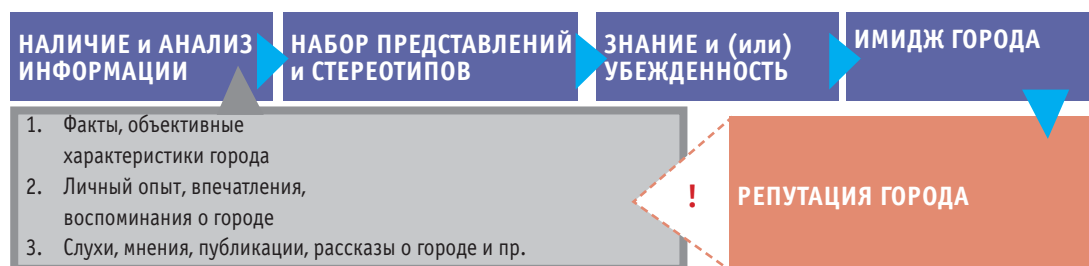 НАЛИЧИЕ и АНАЛИЗ
ИНФОРМАЦИИ
НАБОР ПРЕДСТАВЛЕНИЙ
и СТЕРЕОТИПОВ
ЗНАНИЕ и (или)
УБЕЖДЕННОСТЬ
ИМИДЖ ГОРОДА
1. Факты, объективные
характеристики города
2. Личный опыт, впечатления,
воспоминания о городе
3. Слухи, мнения, публикации, рассказы о городе и пр.
!
РЕПУТАЦИЯ ГОРОДА